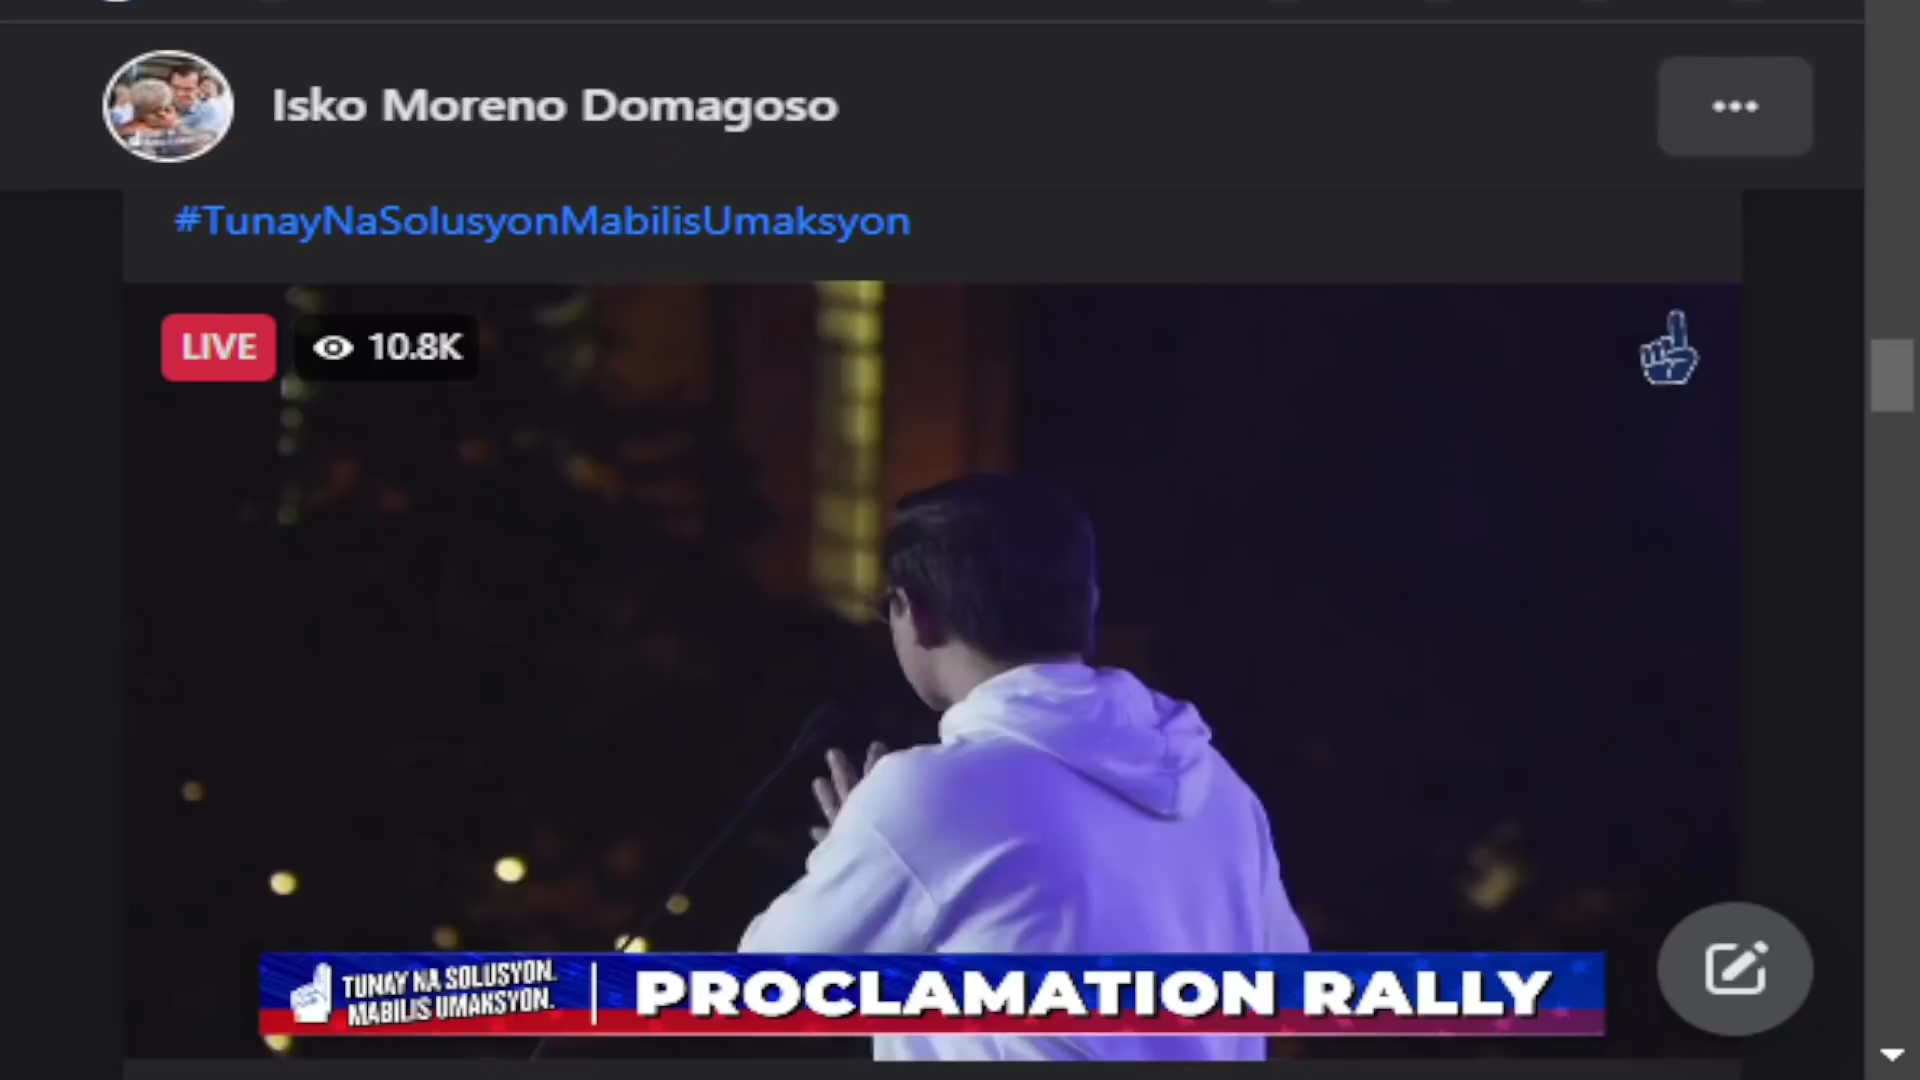 Isko Moreno Domagoso
#TunayNaSolusyonMabilisUmaksyon
LIVE
10.8K
TUNAY NA SOLUSYON.
MABILIS UMAKSYON.
PROCLAMATION RALLY